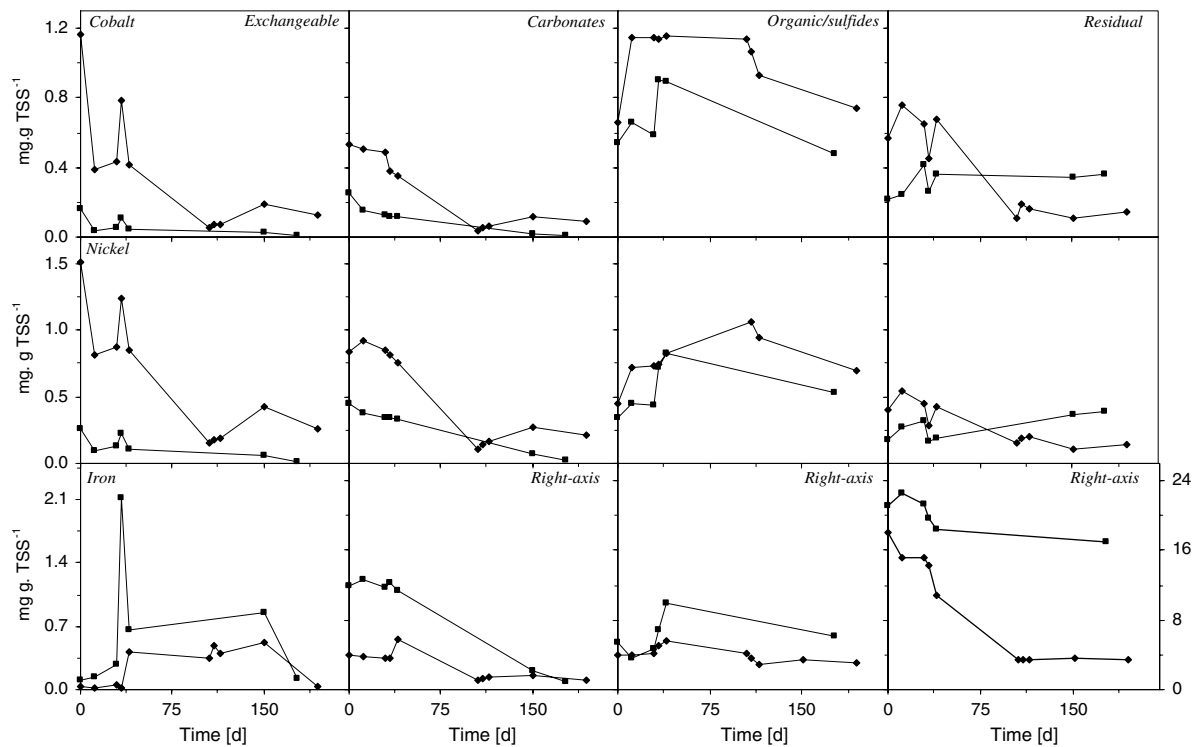 Cobalt Exchangeable Carbonates Organic/sulfides Residual
1.2
0.8
0.4
0.0
mg.g TSS⁻¹
Nickel
1.5
1.0
0.5
0.0
mg. g TSS⁻¹
Iron Right-axis Right-axis Right-axis
2.1
1.4
0.7
0.0
mg g. TSS⁻¹
24
16
8
0
0 75 150 0 75 150 0 75 150 0 75 150
Time [d] Time [d] Time [d] Time [d]